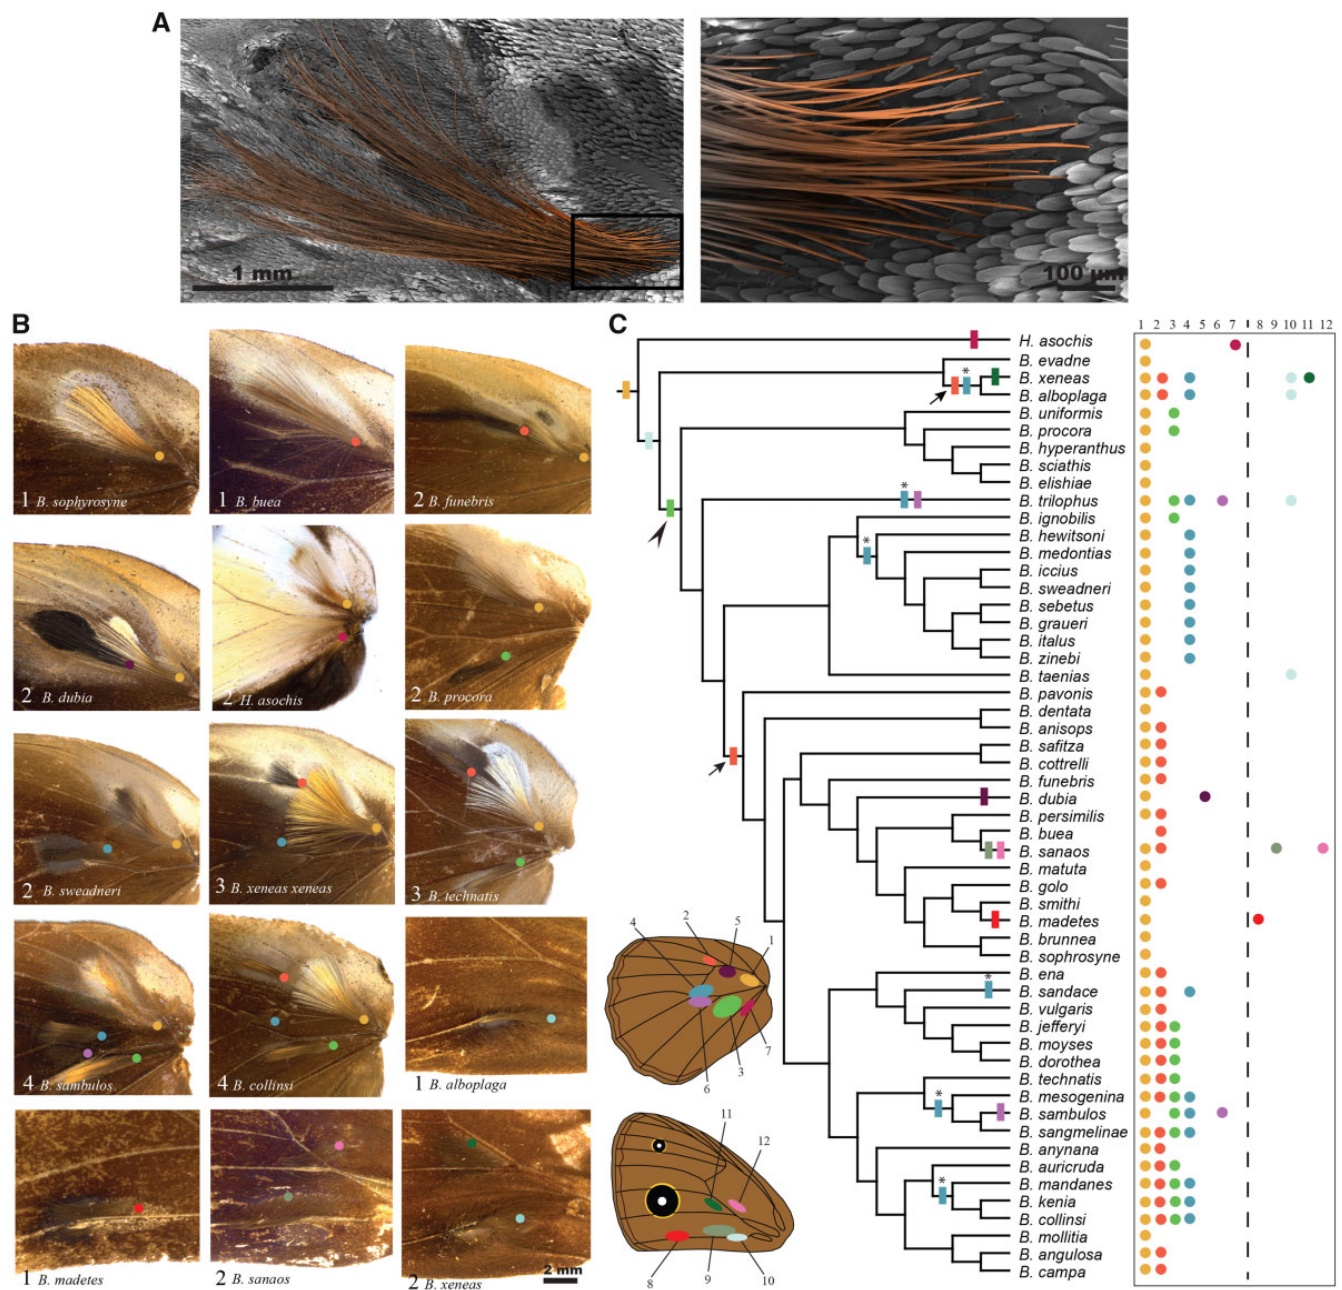 A
1 mm
100 µm
B
1 B. sophyrosyne
1 B. buea
2 B. funebris
2 B. dubia
2 H. asochis
2 B. procora
2 B. sweadneri
3 B. xeneas xeneas
3 B. technatis
4 B. sambulos
4 B. collinsi
1 B. alboplaga
1 B. madetes
2 B. sanaos
2 B. xeneas
2 mm
C
1 2 3 4 5 6 7 8 9 10 11 12
H. asochis
B. evadne
* B. xeneas
B. alboplaga
B. uniformis
B. procora
B. hyperanthus
B. sciathis
B. elishiae
* B. trilophus
B. ignobilis
* B. hewitsoni
B. medontias
B. iccius
B. sweadneri
B. sebetus
B. graueri
B. italus
B. zinebi
B. taenias
B. pavonis
B. dentata
B. anisops
B. safitza
B. cottrelli
B. funebris
B. dubia
B. persimilis
B. buea
B. sanaos
B. matuta
B. golo
B. smithi
B. madetes
B. brunnea
B. sophrosyne
B. ena
* B. sandace
B. vulgaris
B. jefferyi
B. moyses
B. dorothea
B. technatis
* B. mesogenina
B. sambulos
B. sangmelinae
B. anynana
B. auricruda
* B. mandanes
B. kenia
B. collinsi
B. mollitia
B. angulosa
B. campa
2
5
4
1
6
3
7
11
12
8
9
10